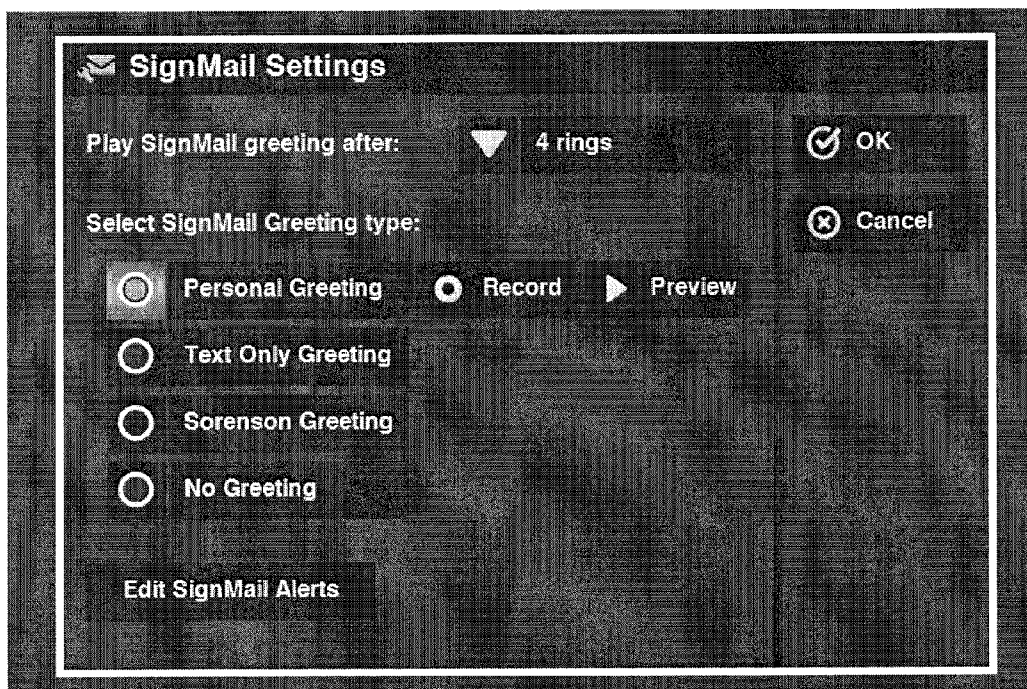 SignMail Settings
Play SignMail greeting after: 4 rings OK
Select SignMail Greeting type: Cancel
Personal Greeting Record Preview
Text Only Greeting
Sorenson Greeting
No Greeting
Edit SignMail Alerts